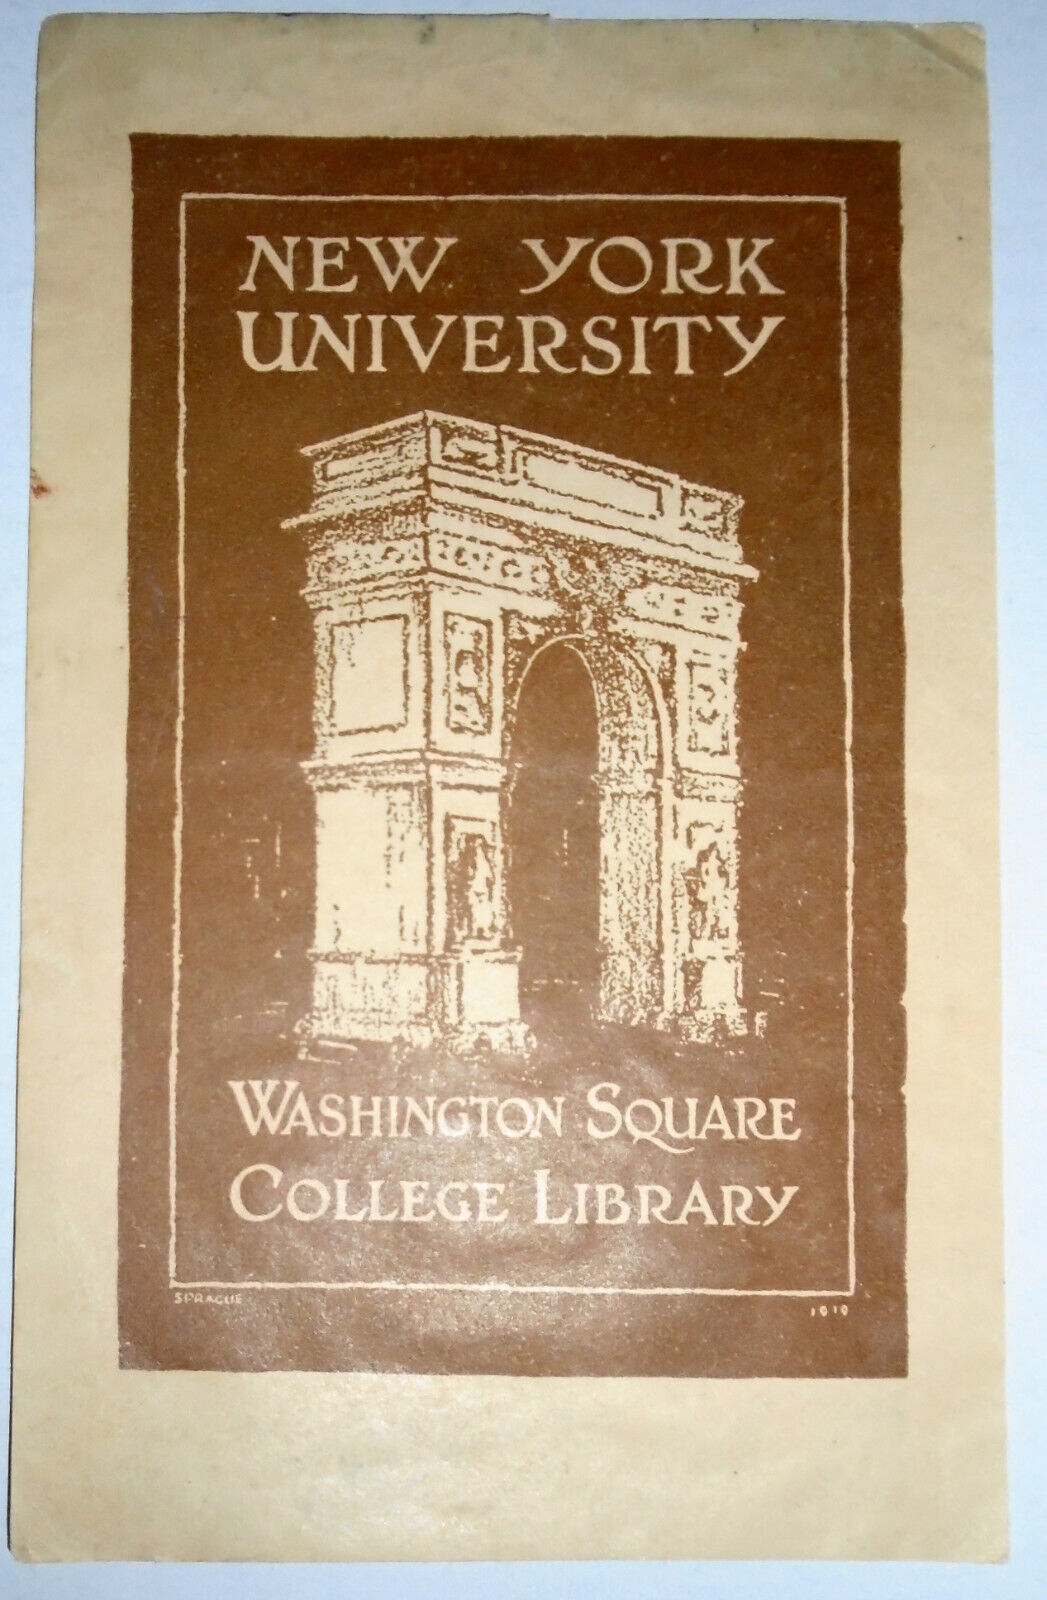 NEW YORK
UNIVERSITY
WASHINGTON SQUARE
COLLEGE LIBRARY
SPRAGUE
1919